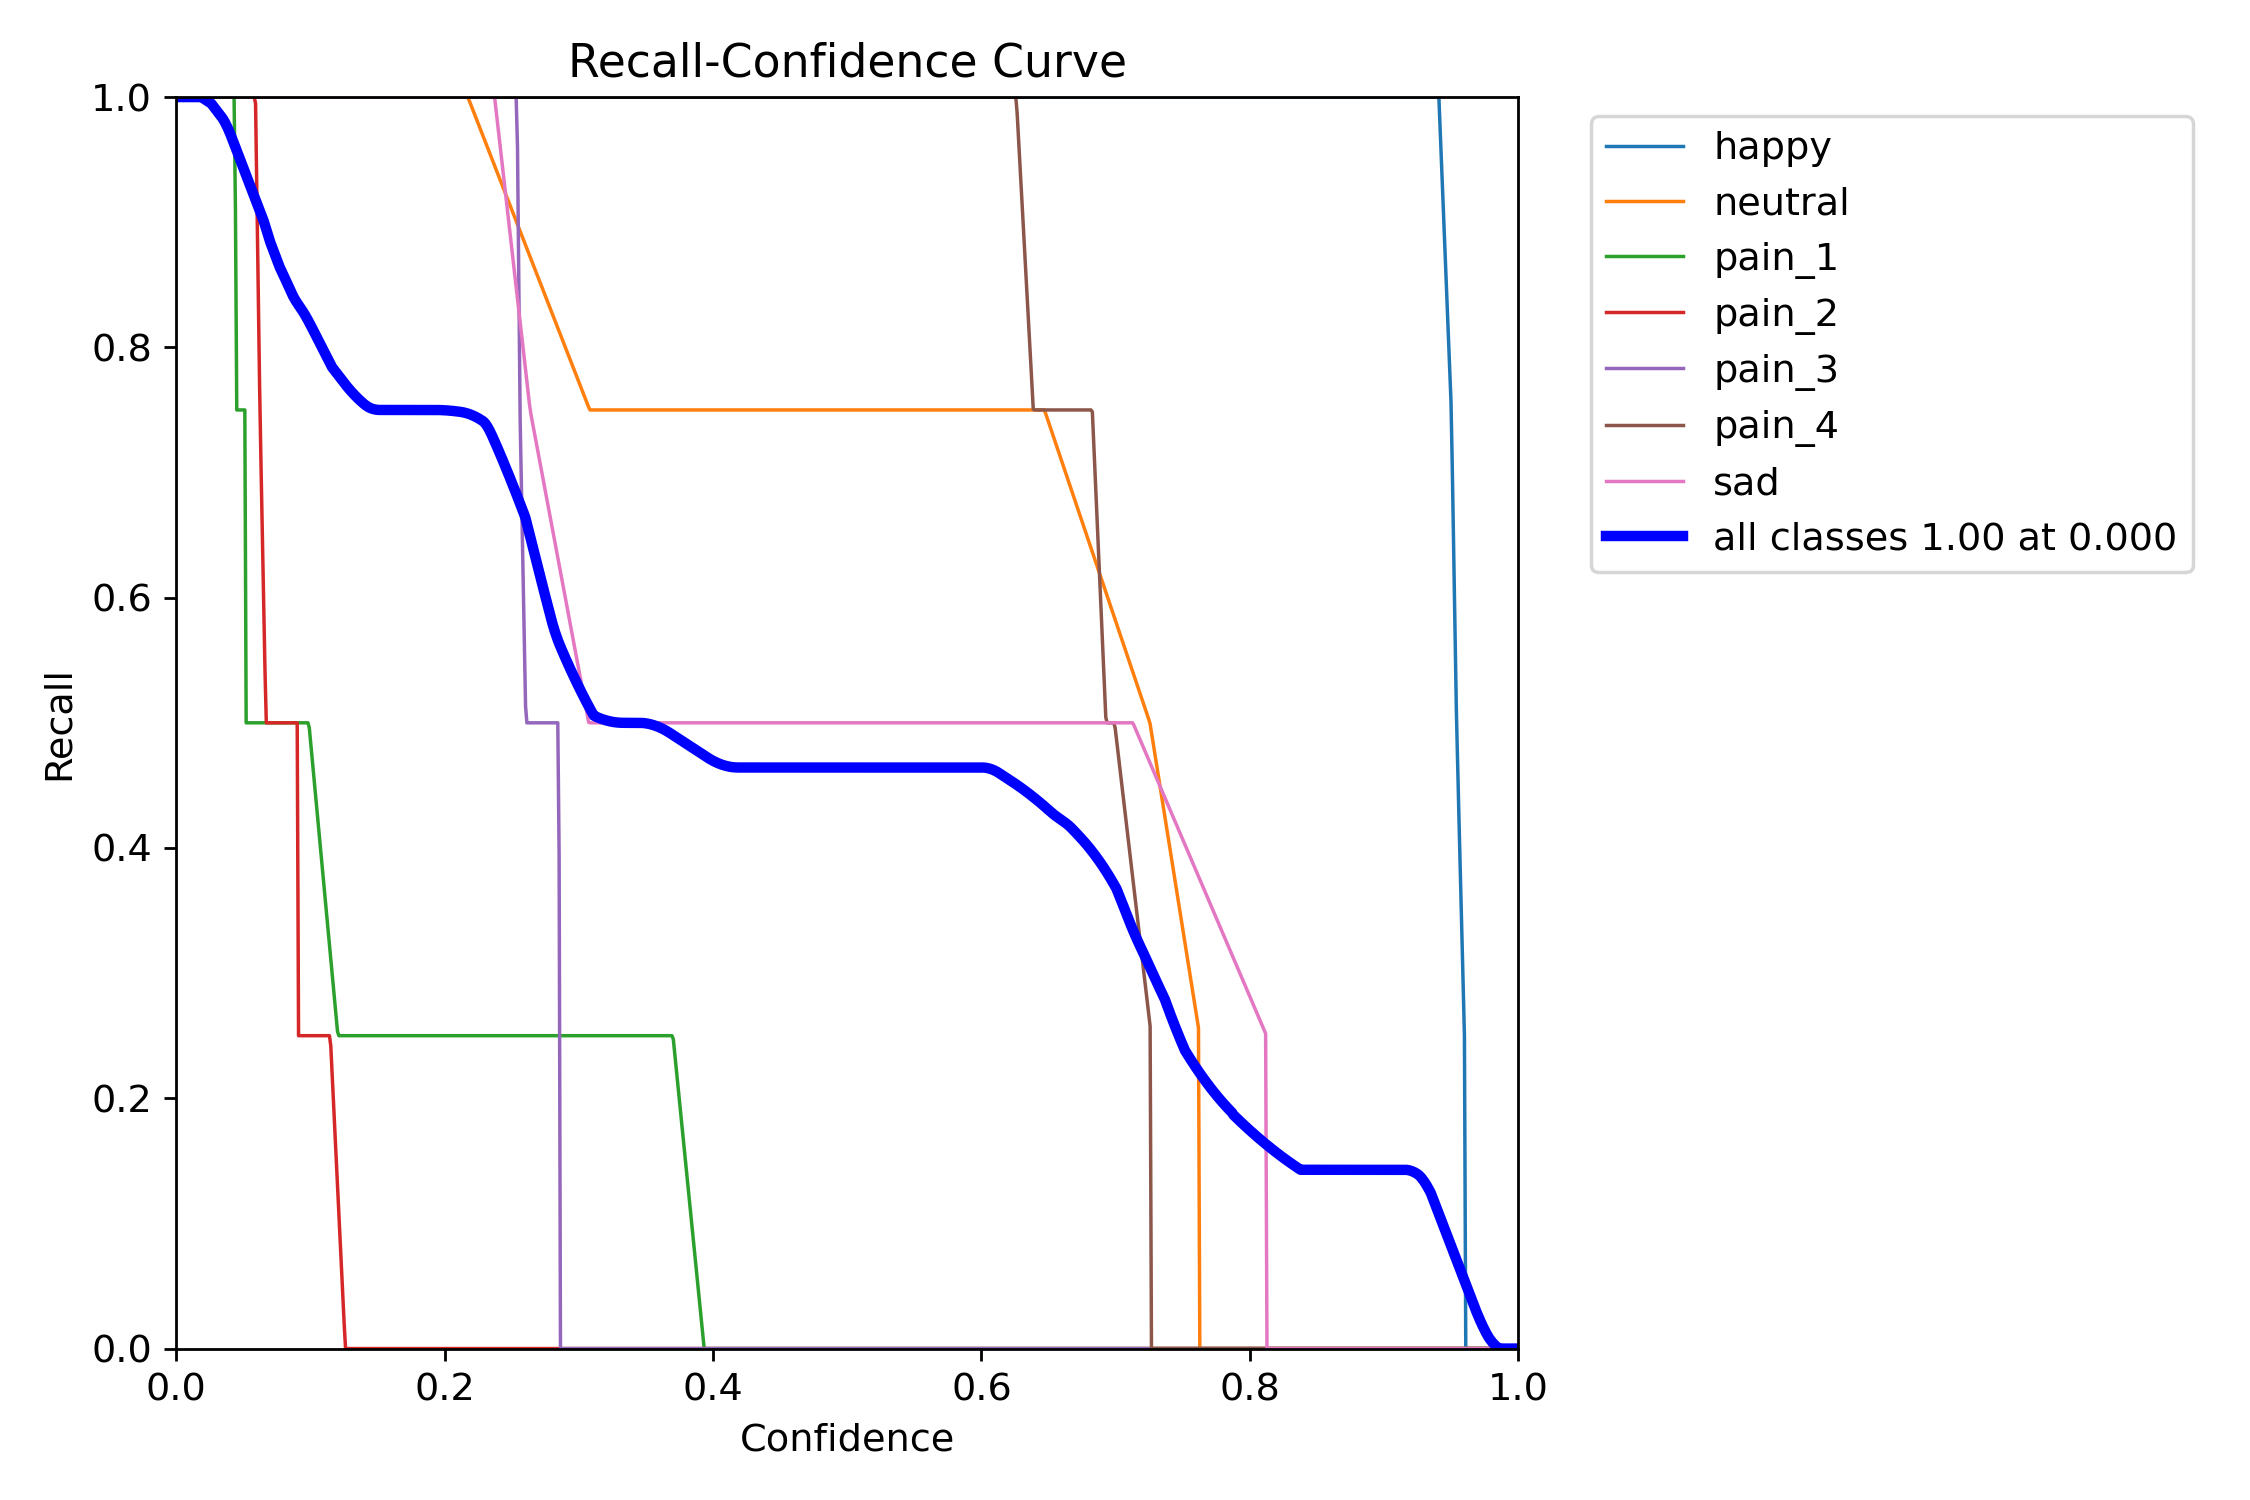 Recall-Confidence Curve
1.0
0.8
0.6
0.4
0.2
0.0
Recall
0.0 0.2 0.4 0.6 0.8 1.0
Confidence
happy
neutral
pain_1
pain_2
pain_3
pain_4
sad
all classes 1.00 at 0.000